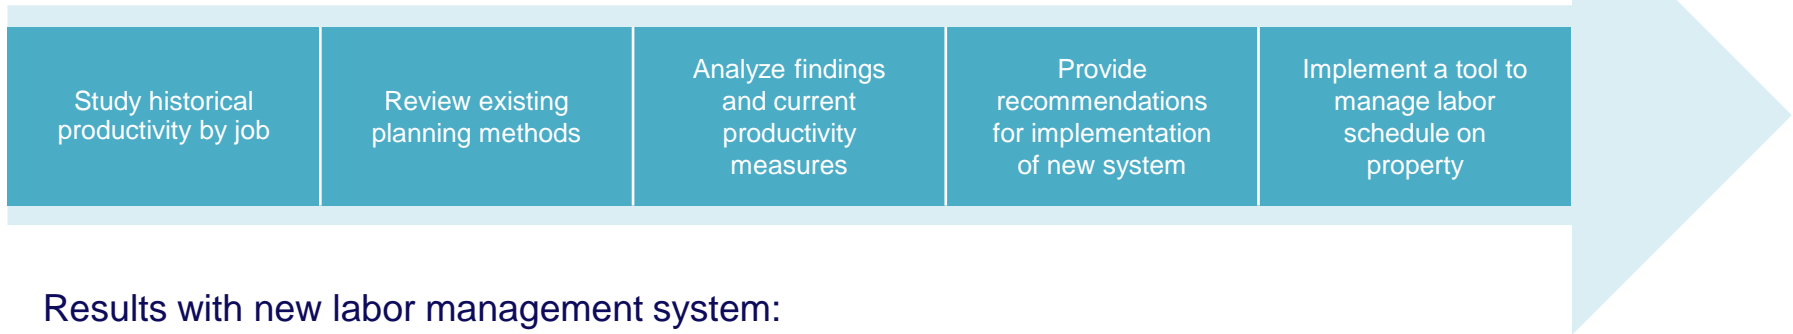 Study historical
productivity by job
Review existing
planning methods
Analyze findings
and current
productivity
measures
Provide
recommendations
for implementation
of new system
Implement a tool to
manage labor
schedule on
property
Results with new labor management system: